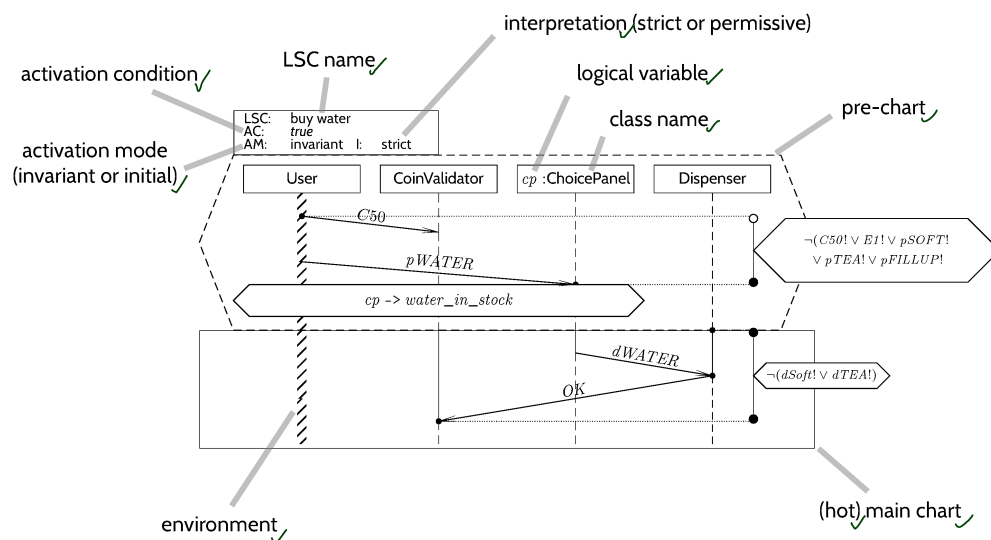 interpretation (strict or permissive)
LSC name
logical variable
activation condition
class name
pre-chart
LSC: buy water
AC: true
AM: invariant I: strict
activation mode
(invariant or initial)
User
CoinValidator
cp :ChoicePanel
Dispenser
C50
¬(C50! ∨ E1! ∨ pSOFT!
∨ pTEA! ∨ pFILLUP!
pWATER
cp -> water_in_stock
dWATER
¬(dSoft! ∨ dTEA!)
OK
(hot) main chart
environment